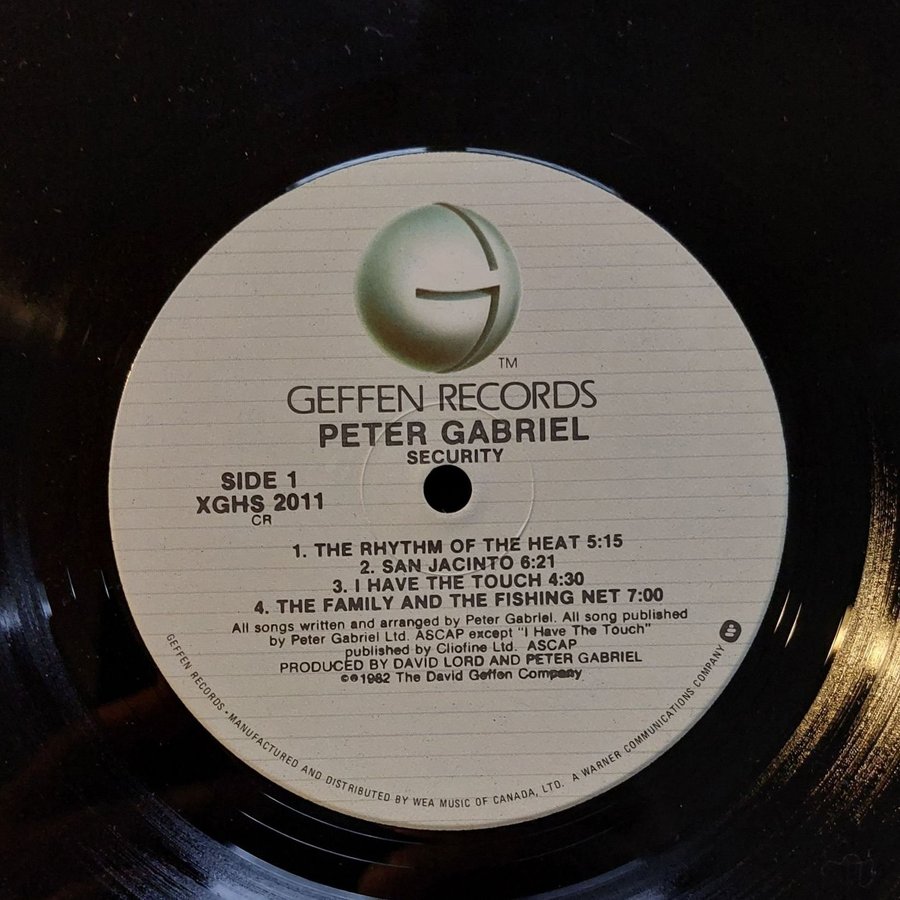 TM
GEFFEN RECORDS
PETER GABRIEL
SECURITY
SIDE 1
XGHS 2011
CR
1. THE RHYTHM OF THE HEAT 5:15
2. SAN JACINTO 6:21
3. I HAVE THE TOUCH 4:30
4. THE FAMILY AND THE FISHING NET 7:00
All songs written and arranged by Peter Gabriel. All song published
by Peter Gabriel Ltd. ASCAP except "I Have The Touch"
published by Cliofine Ltd. ASCAP
PRODUCED BY DAVID LORD AND PETER GABRIEL
©℗1982 The David Geffen Company
GEFFEN RECORDS • MANUFACTURED AND DISTRIBUTED BY WEA MUSIC OF CANADA, LTD. A WARNER COMMUNICATIONS COMPANY